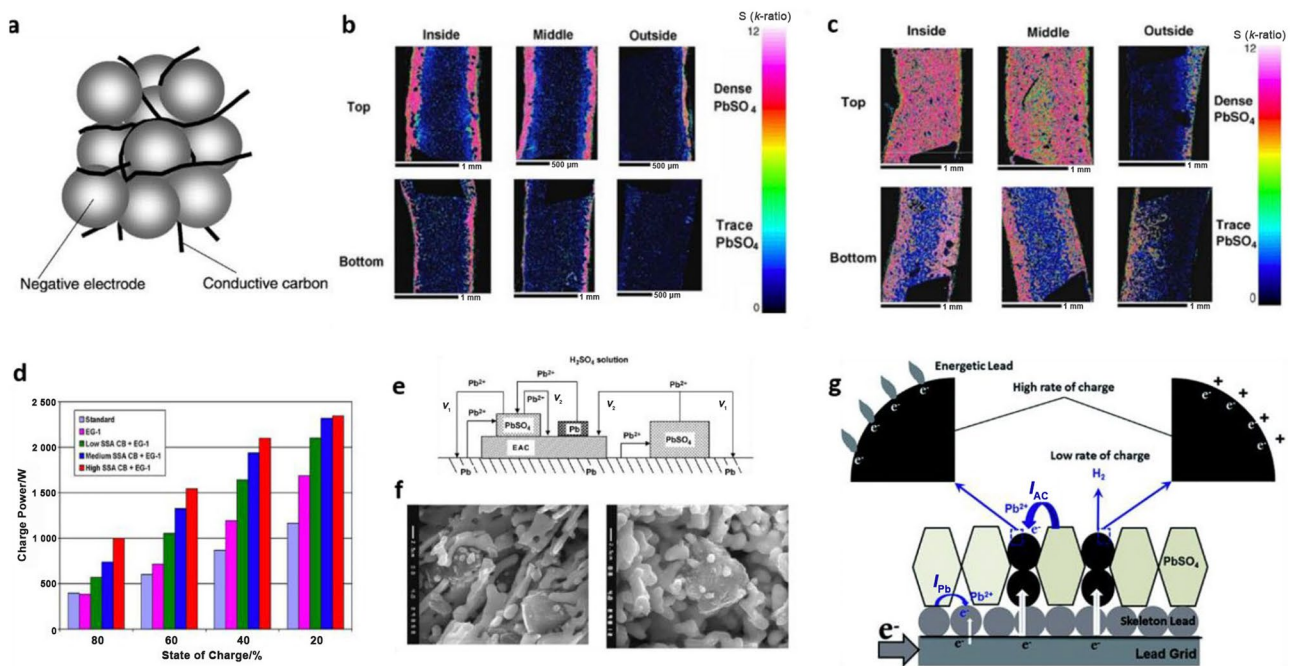 a
Negative electrode
Conductive carbon
b
S (k-ratio)
Inside
Middle
Outside
12
Top
Dense
PbSO4
1 mm
500 µm
1 mm
Trace
PbSO4
Bottom
0
1 mm
1 mm
500 µm
c
S (k-ratio)
Inside
Middle
Outside
12
Top
Dense
PbSO4
1 mm
1 mm
1 mm
Trace
PbSO4
Bottom
0
1 mm
1 mm
1 mm
d
Charge Power/W
2 500
2 000
1 500
1 000
500
0
Standard
EG-1
Low SSA CB + EG-1
Medium SSA CB + EG-1
High SSA CB + EG-1
80
60
40
20
State of Charge/%
e
H2SO4 solution
Pb2+
Pb2+
Pb2+
V1
Pb2+
Pb2+
V2
V2
V1
PbSO4
Pb
Pb2+
PbSO4
EAC
Pb
Pb
Pb
f
g
Energetic Lead
e-
e-
e-
High rate of charge
+
+
+
+
e-
e-
e-
Low rate of charge
H2
IAC
Pb2+
e-
e-
PbSO4
IPb
Pb2+
e-
Skeleton Lead
e-
e-
e-
e-
Lead Grid